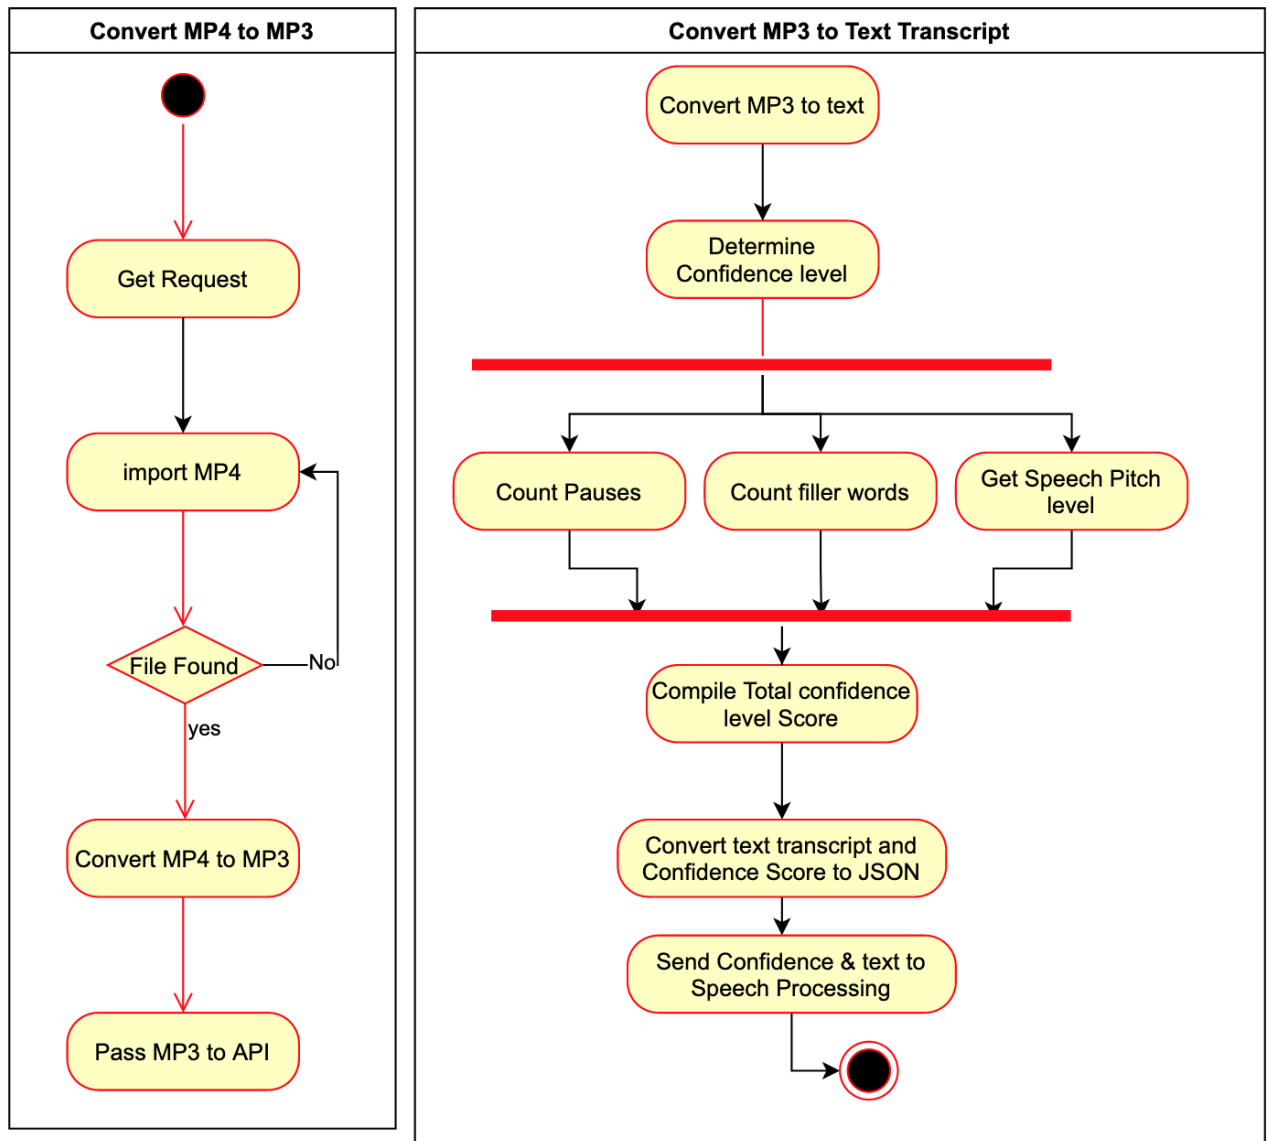 Convert MP4 to MP3
Get Request
import MP4
File Found
No
yes
Convert MP4 to MP3
Pass MP3 to API
Convert MP3 to Text Transcript
Convert MP3 to text
Determine
Confidence level
Count Pauses
Count filler words
Get Speech Pitch
level
Compile Total confidence
level Score
Convert text transcript and
Confidence Score to JSON
Send Confidence & text to
Speech Processing